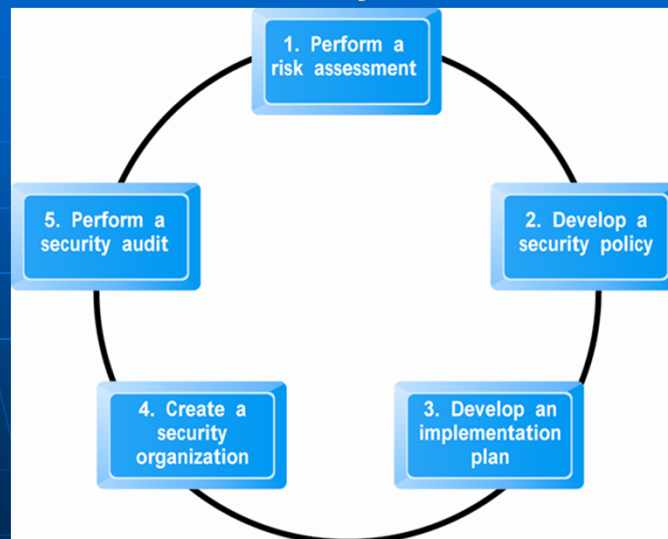 1. Perform a
risk assessment
2. Develop a
security policy
3. Develop an
implementation
plan
4. Create a
security
organization
5. Perform a
security audit